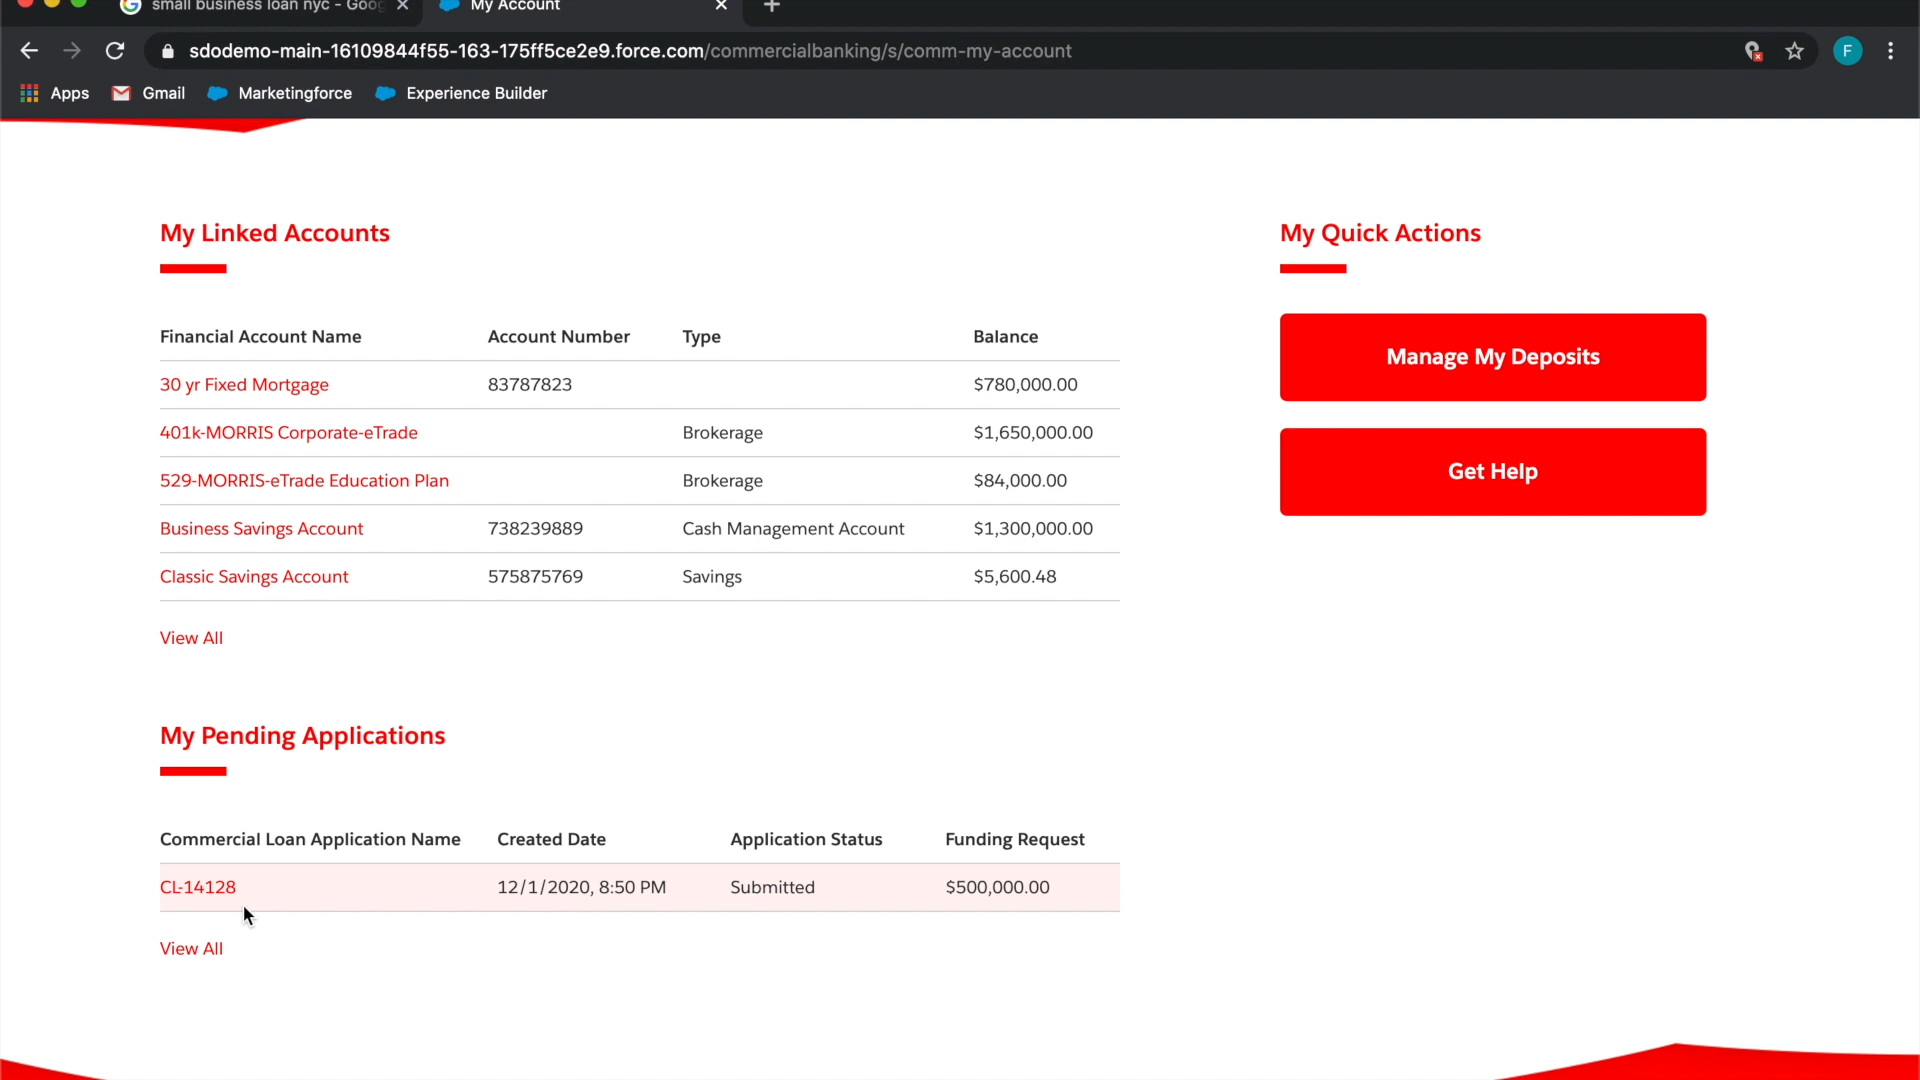 small business loan nyc - Goo
My Account
sdodemo-main-16109844f55-163-175ff5ce2e9.force.com/commercialbanking/s/comm-my-account
F
Apps Gmail Marketingforce Experience Builder
My Linked Accounts
Financial Account Name Account Number Type Balance
30 yr Fixed Mortgage 83787823 $780,000.00
401k-MORRIS Corporate-eTrade Brokerage $1,650,000.00
529-MORRIS-eTrade Education Plan Brokerage $84,000.00
Business Savings Account 738239889 Cash Management Account $1,300,000.00
Classic Savings Account 575875769 Savings $5,600.48
View All
My Quick Actions
Manage My Deposits
Get Help
My Pending Applications
Commercial Loan Application Name Created Date Application Status Funding Request
CL-14128 12/1/2020, 8:50 PM Submitted $500,000.00
View All